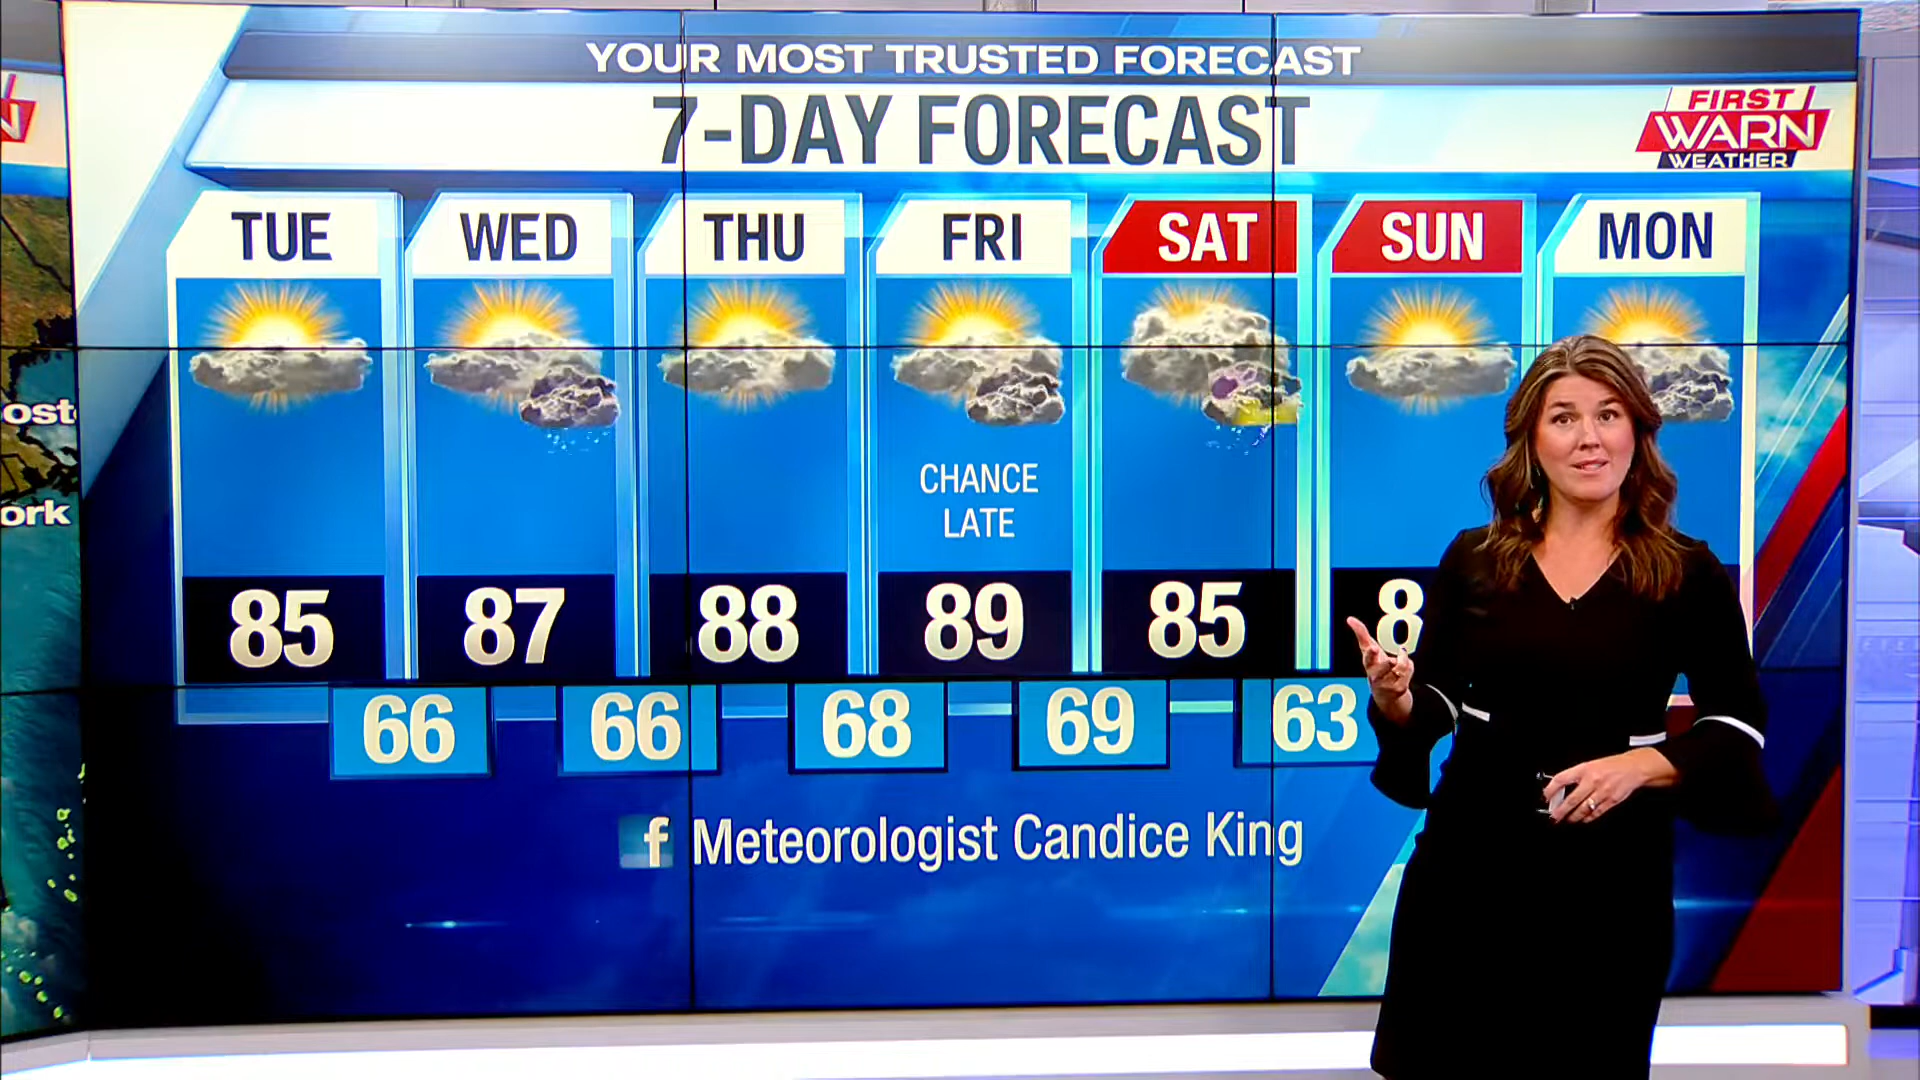 YOUR MOST TRUSTED FORECAST
7-DAY FORECAST
FIRST
WARN
WEATHER
TUE WED THU FRI SAT SUN MON
CHANCE
LATE
85 87 88 89 85
66 66 68 69 63
f Meteorologist Candice King